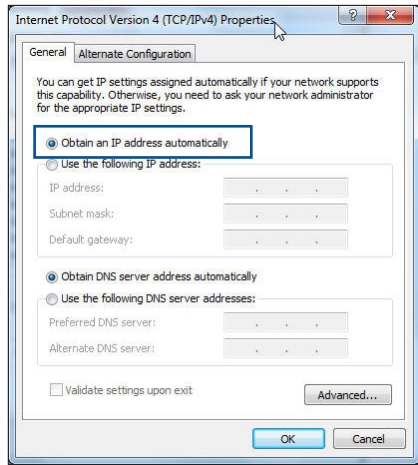 Internet Protocol Version 4 (TCP/IPv4) Properties
General
Alternate Configuration
You can get IP settings assigned automatically if your network supports
this capability. Otherwise, you need to ask your network administrator
for the appropriate IP settings.
Obtain an IP address automatically
Use the following IP address:
IP address:
Subnet mask:
Default gateway:
Obtain DNS server address automatically
Use the following DNS server addresses:
Preferred DNS server:
Alternate DNS server:
Validate settings upon exit
Advanced...
OK
Cancel